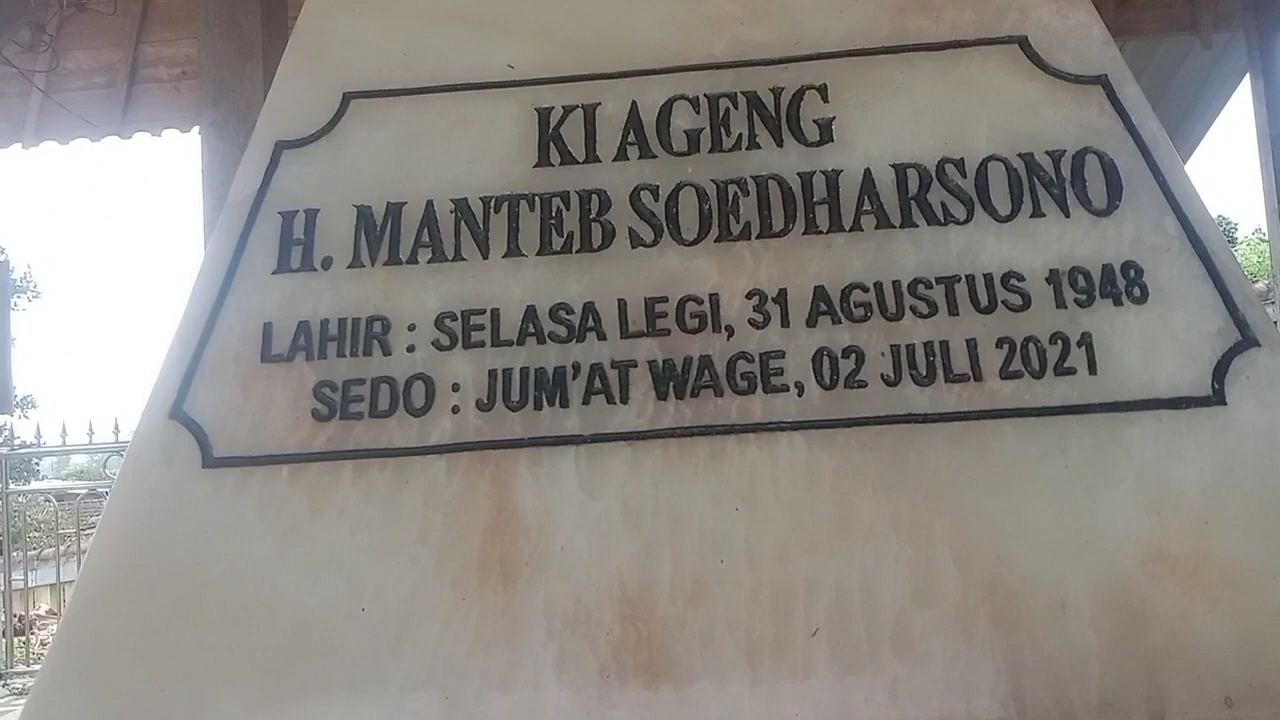 KI AGENG
H. MANTEB SOEDHARSONO
LAHIR : SELASA LEGI, 31 AGUSTUS 1948
SEDO : JUM'AT WAGE, 02 JULI 2021